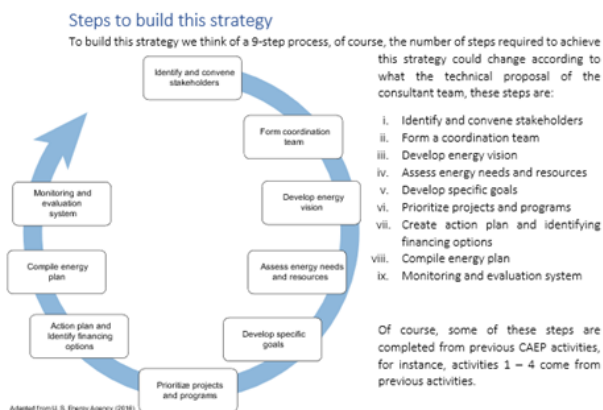 Steps to build this strategy
To build this strategy we think of a 9-step process, of course, the number of steps required to achieve
this strategy could change according to
what the technical proposal of the
consultant team, these steps are:
i. Identify and convene stakeholders
ii. Form a coordination team
iii. Develop energy vision
iv. Assess energy needs and resources
v. Develop specific goals
vi. Prioritize projects and programs
vii. Create action plan and identifying
financing options
viii. Compile energy plan
ix. Monitoring and evaluation system
Of course, some of these steps are
completed from previous CAEP activities,
for instance, activities 1 – 4 come from
previous activities.
Identify and convene
stakeholders
Form coordination
team
Develop energy
vision
Assess energy needs
and resources
Develop specific
goals
Prioritize projects
and programs
Action plan and
Identify financing
options
Compile energy
plan
Monitoring and
evaluation
system
Adapted from U. S. Energy Agency (2016)